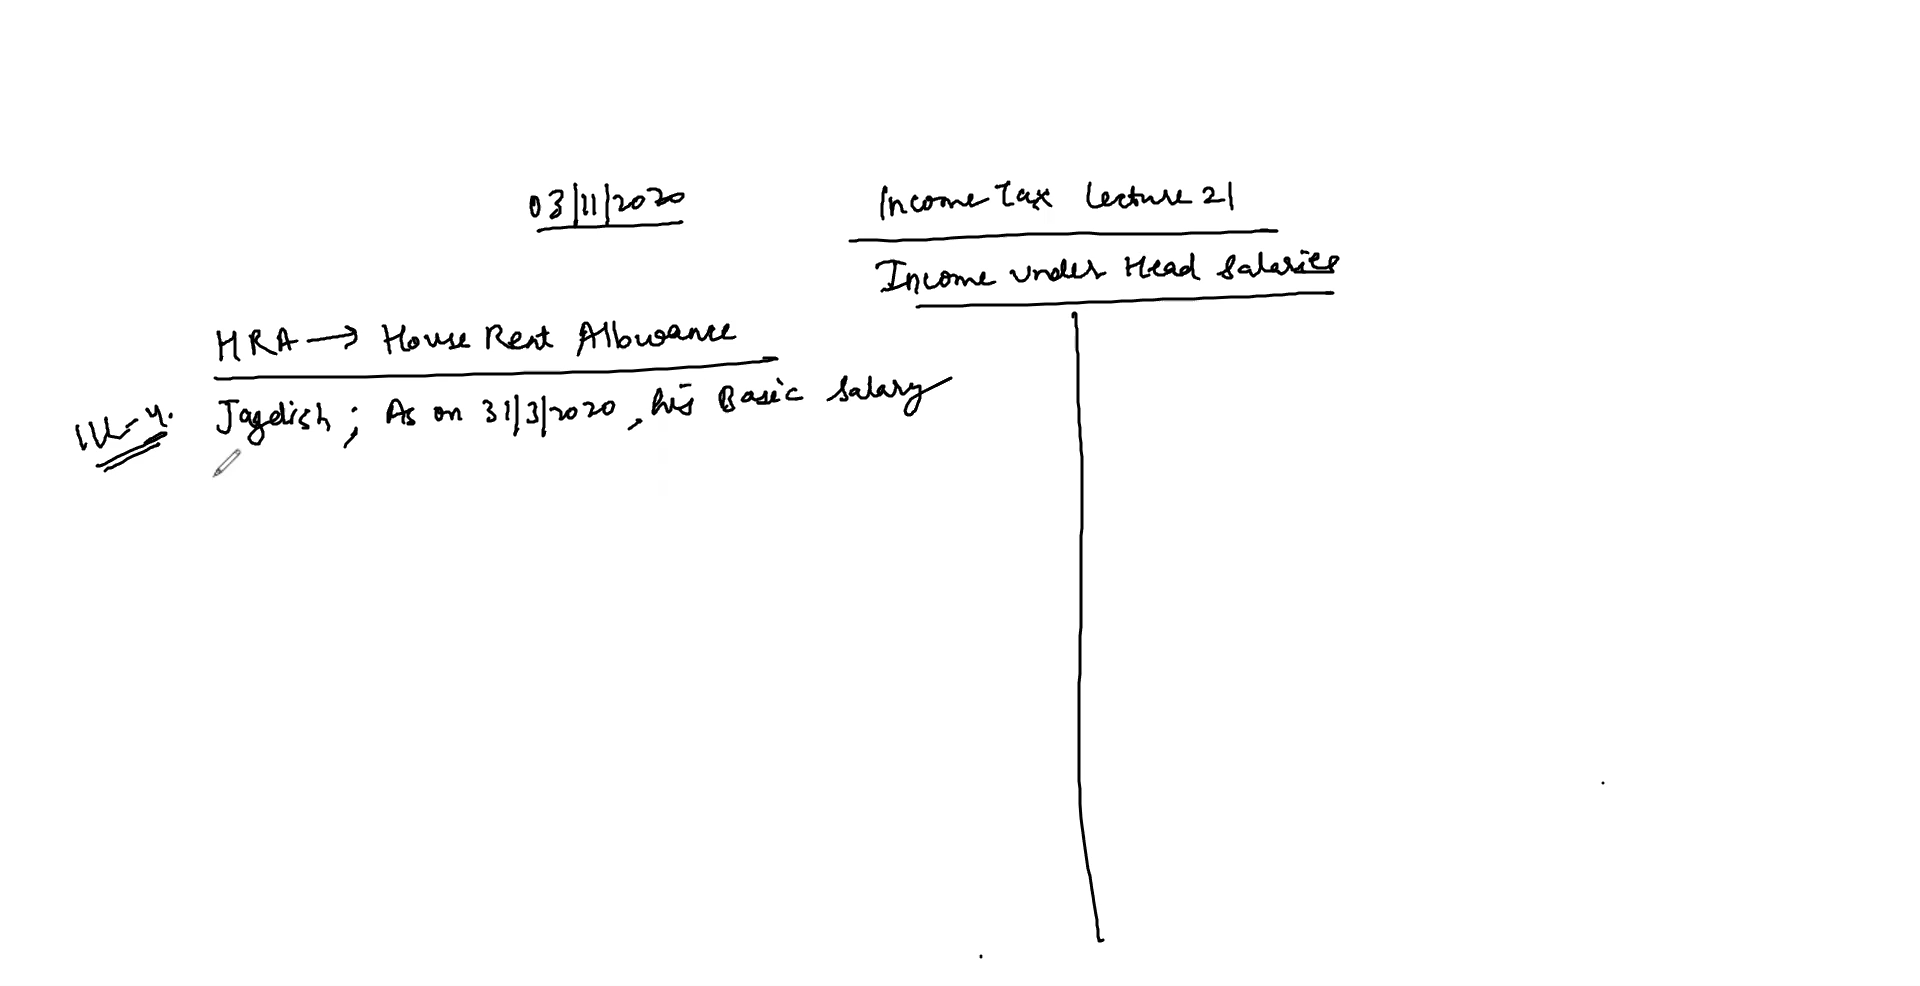 03/11/2020
Income Tax Lecture 21
Income under Head Salaries
HRA → House Rent Allowance
Ill-4. Jagdish; As on 31/3/2020, his Basic Salary